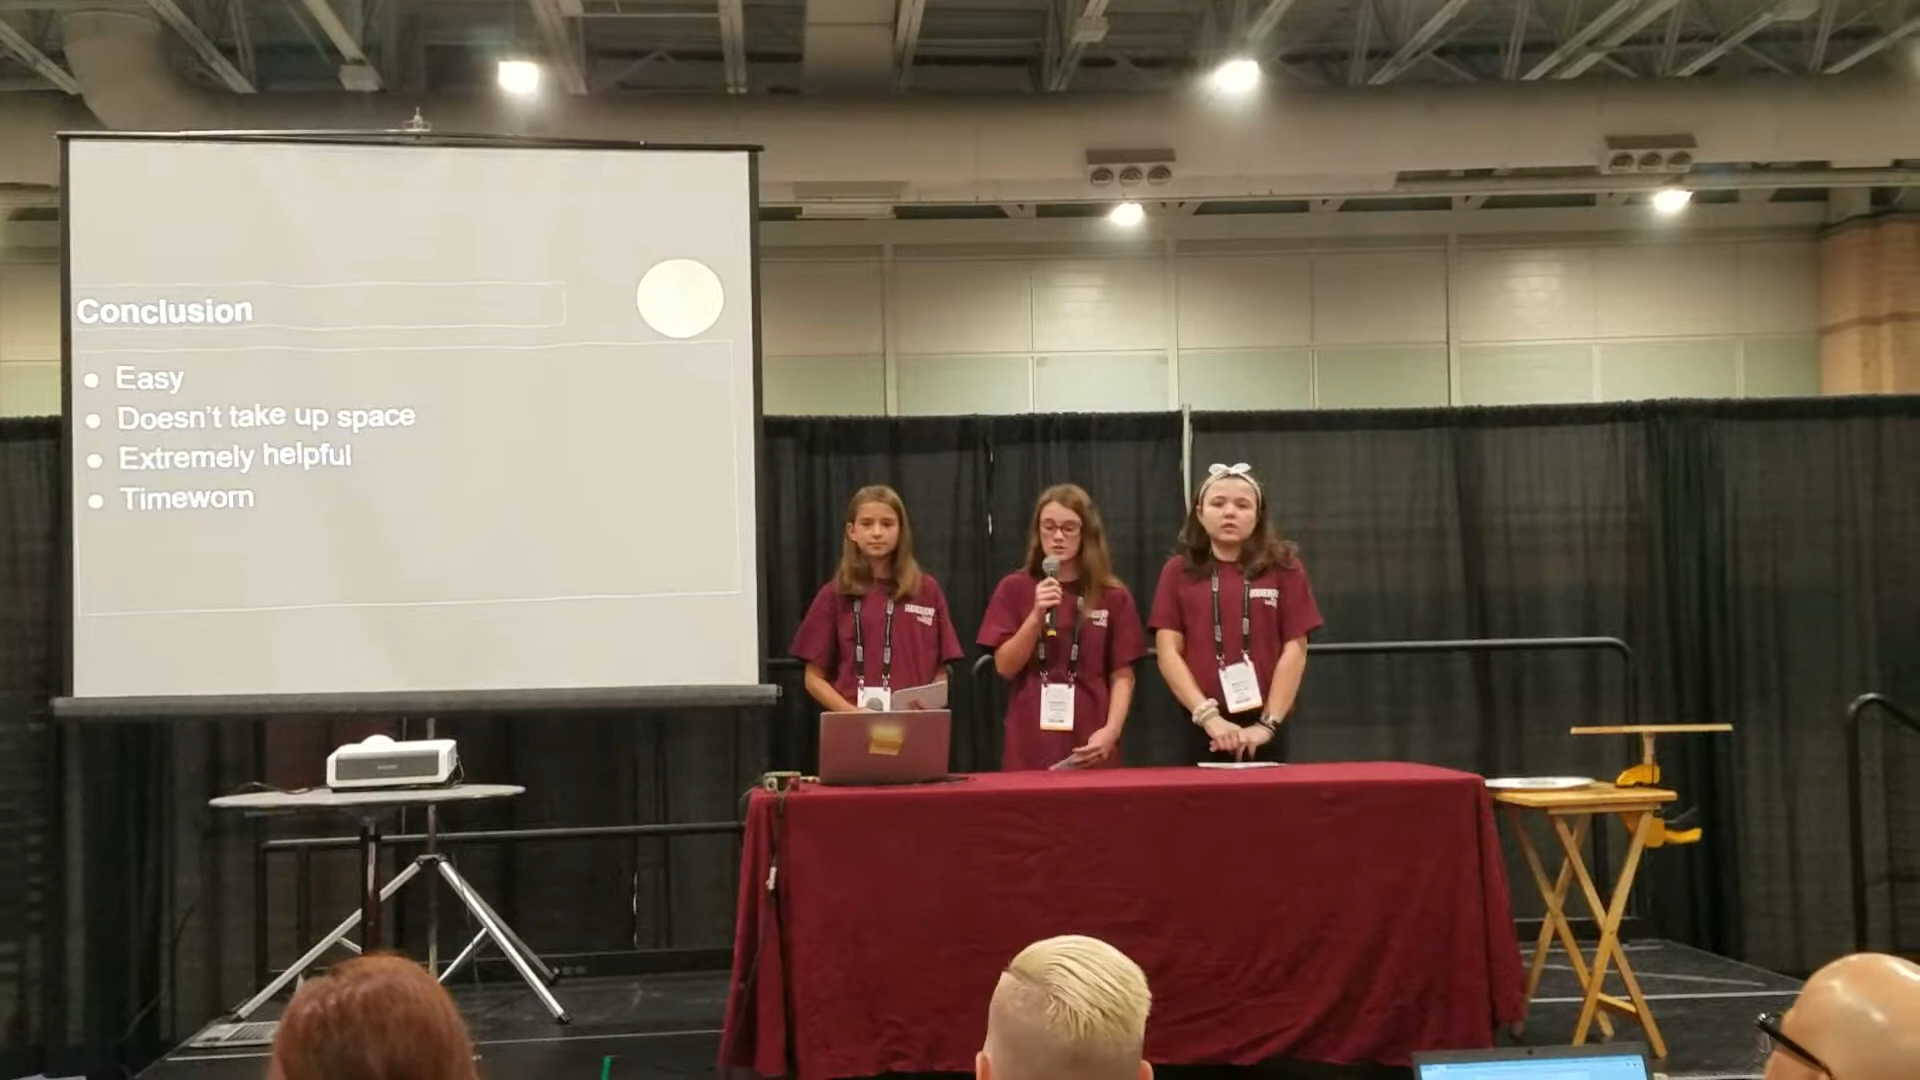 Conclusion
Easy
Doesn't take up space
Extremely helpful
Timeworn